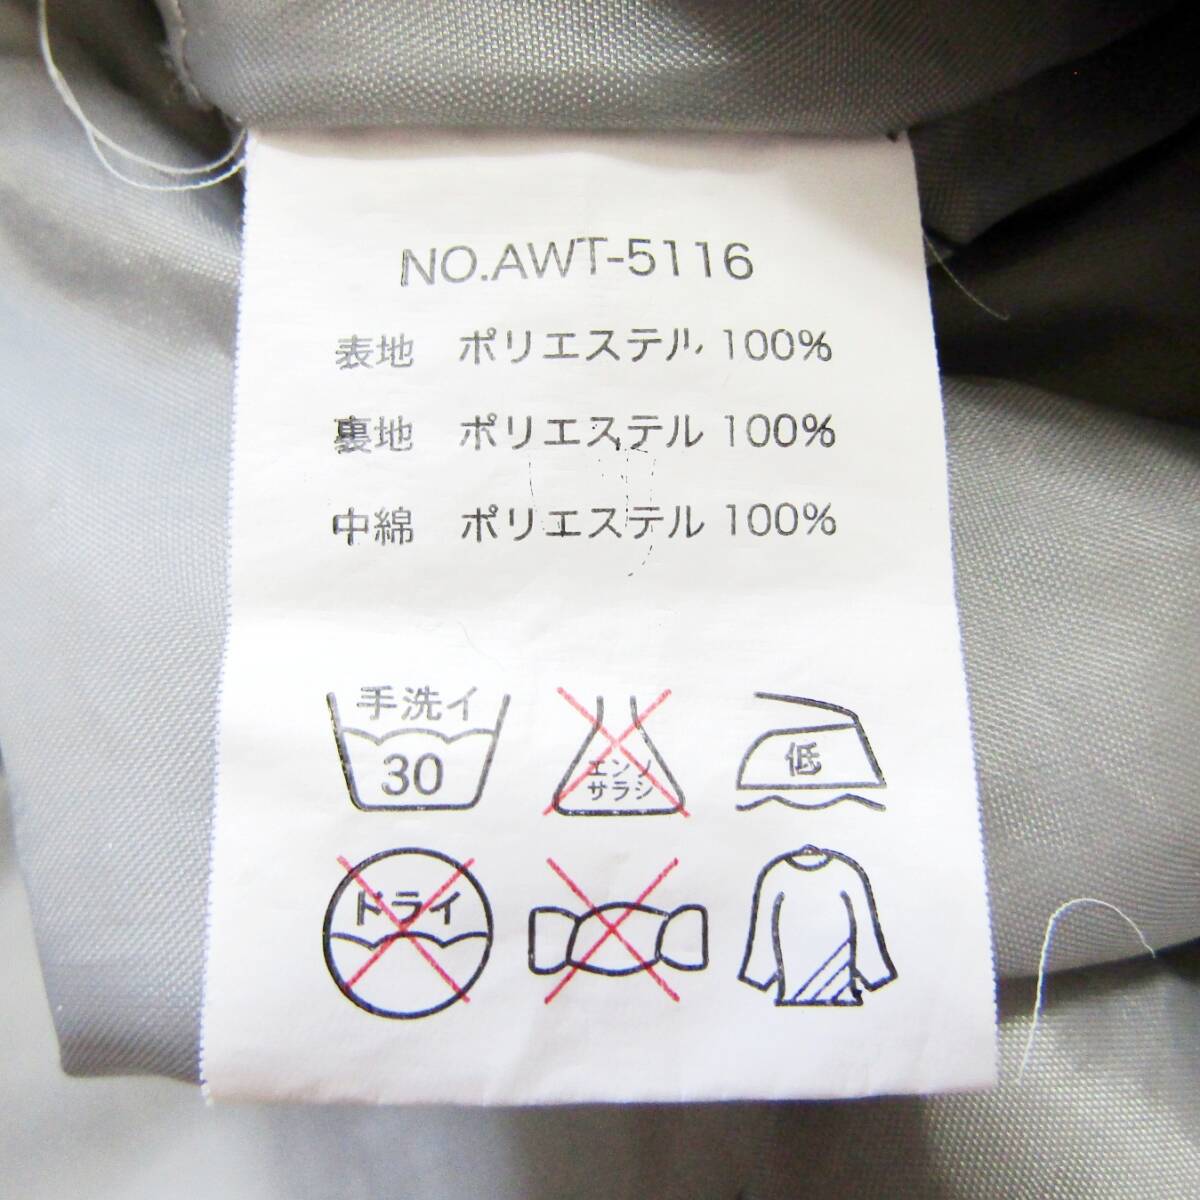 NO.AWT-5116
表地 ポリエステル 100%
裏地 ポリエステル 100%
中綿 ポリエステル 100%
手洗イ
30
エンソ
サラシ
低
ドライ